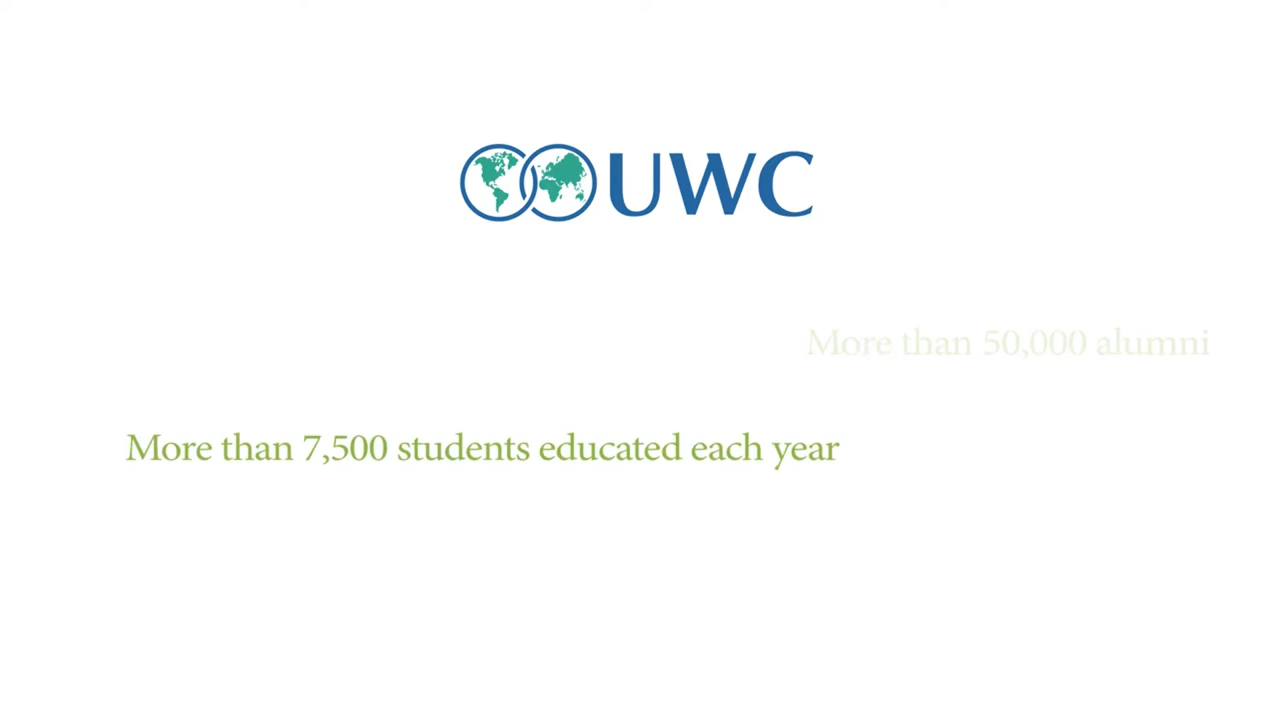 UWC
More than 50,000 alumni
More than 7,500 students educated each year